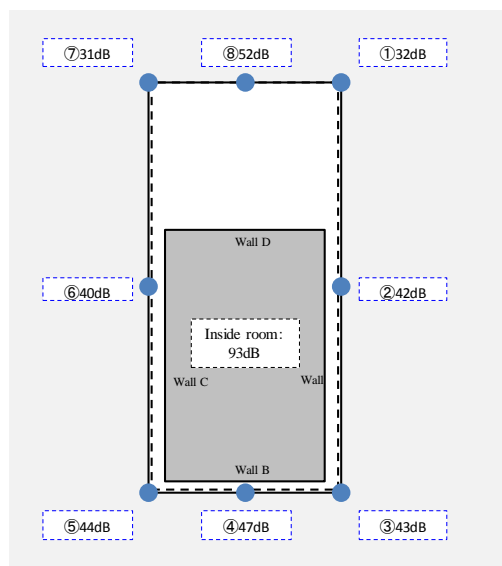 ⑦31dB
⑧52dB
①32dB
Wall D
⑥40dB
②42dB
Inside room:
93dB
Wall C
Wall
Wall B
⑤44dB
④47dB
③43dB